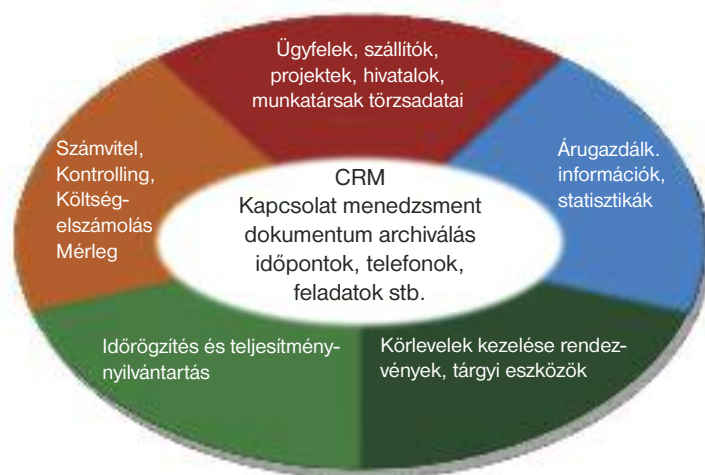 Ügyfelek, szállítók,
projektek, hivatalok,
munkatársak törzsadatai
Számvitel,
Kontrolling,
Költség-
elszámolás
Mérleg
CRM
Kapcsolat menedzsment
dokumentum archiválás
időpontok, telefonok,
feladatok stb.
Árugazdálk.
információk,
statisztikák
Időrögzítés és teljesítmény-
nyilvántartás
Körlevelek kezelése rendez-
vények, tárgyi eszközök